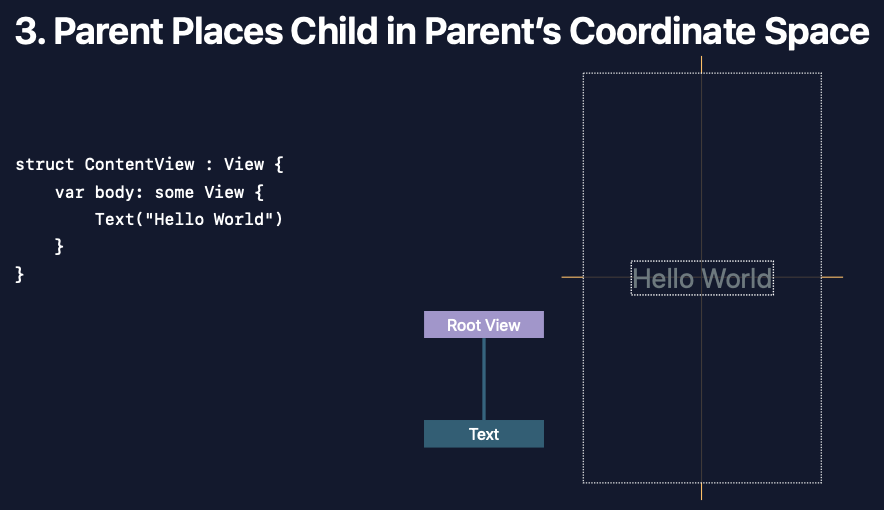 3. Parent Places Child in Parent’s Coordinate Space
struct ContentView : View {
    var body: some View {
        Text("Hello World")
    }
}
Hello World
Root View
Text